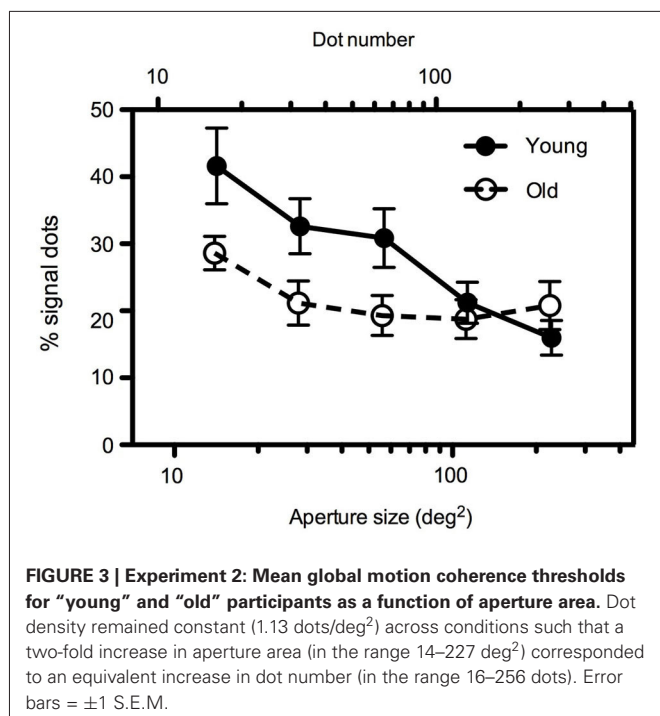 Dot number
10 100
50
40
30
20
10
0
% signal dots
Young
Old
10 100
Aperture size (deg²)
FIGURE 3 | Experiment 2: Mean global motion coherence thresholds
for “young” and “old” participants as a function of aperture area. Dot
density remained constant (1.13 dots/deg²) across conditions such that a
two-fold increase in aperture area (in the range 14–227 deg²) corresponded
to an equivalent increase in dot number (in the range 16–256 dots). Error
bars = ±1 S.E.M.